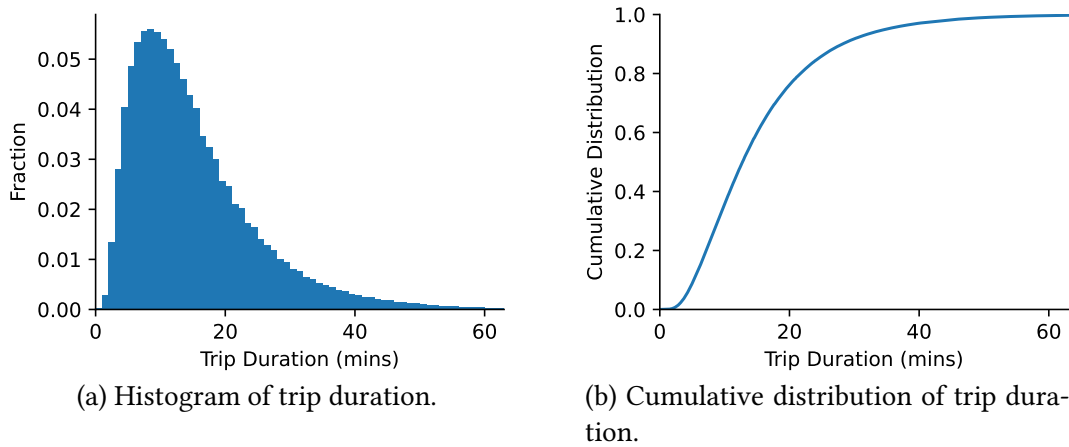 0.05
0.04
0.03
0.02
0.01
0.00
Fraction
0 20 40 60
Trip Duration (mins)
(a) Histogram of trip duration.
1.0
0.8
0.6
0.4
0.2
0.0
Cumulative Distribution
0 20 40 60
Trip Duration (mins)
(b) Cumulative distribution of trip dura-
tion.